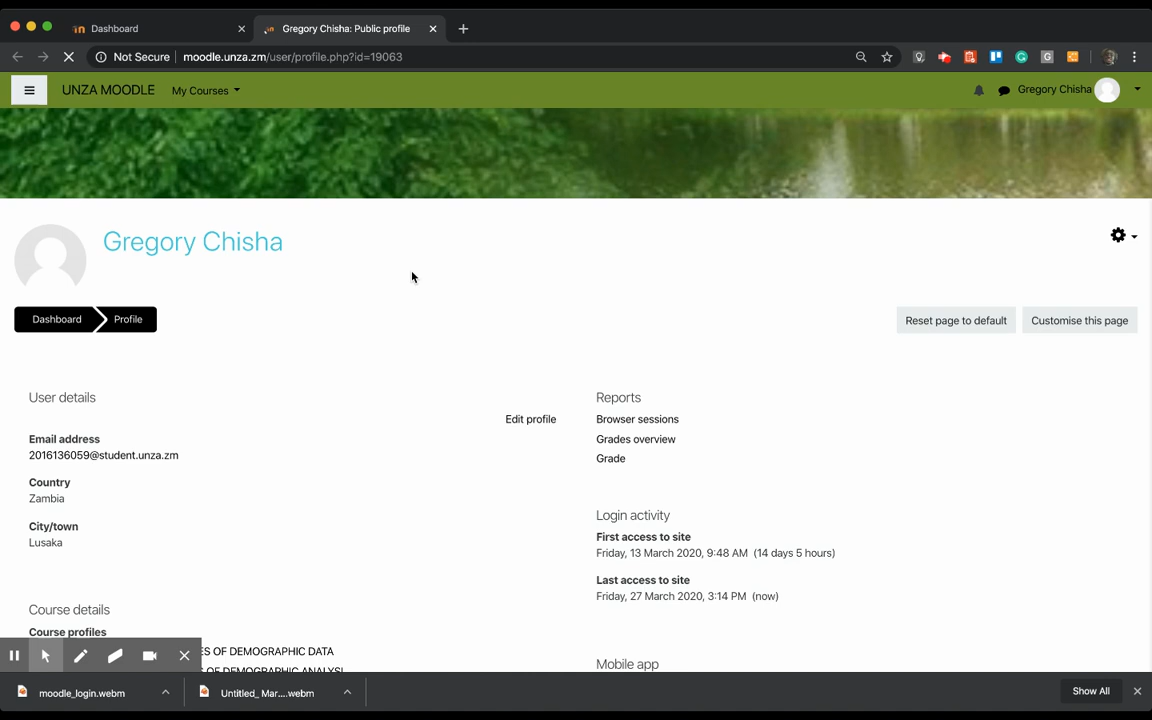 Dashboard
Gregory Chisha: Public profile
Not Secure
moodle.unza.zm/user/profile.php?id=19063
UNZA MOODLE
My Courses
Gregory Chisha
Gregory Chisha
Dashboard
Profile
Reset page to default
Customise this page
User details
Edit profile
Email address
2016136059@student.unza.zm
Country
Zambia
City/town
Lusaka
Course details
Course profiles
ES OF DEMOGRAPHIC DATA
OF DEMOGRAPHIC ANALYSI
Reports
Browser sessions
Grades overview
Grade
Login activity
First access to site
Friday, 13 March 2020, 9:48 AM (14 days 5 hours)
Last access to site
Friday, 27 March 2020, 3:14 PM (now)
Mobile app
moodle_login.webm
Untitled_ Mar....webm
Show All